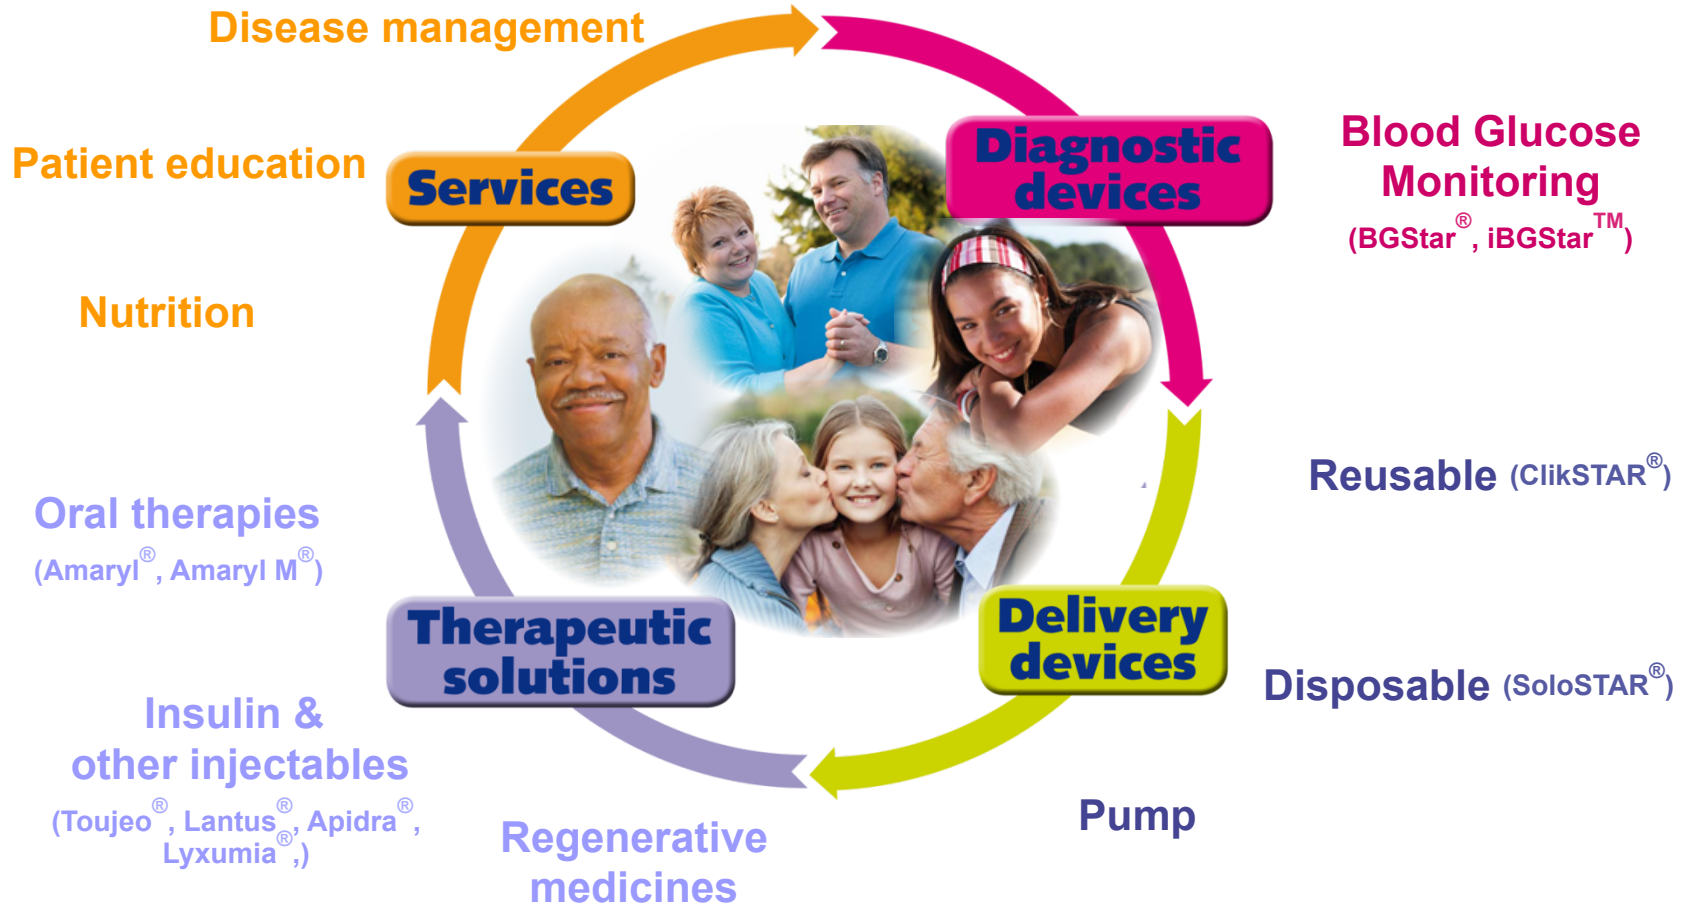 Disease management
Patient education
Services
Nutrition
Diagnostic
devices
Blood Glucose
Monitoring
(BGStar®, iBGStar™)
Reusable (ClikSTAR®)
Delivery
devices
Disposable (SoloSTAR®)
Pump
Therapeutic
solutions
Oral therapies
(Amaryl®, Amaryl M®)
Insulin &
other injectables
(Toujeo®, Lantus®, Apidra®,
Lyxumia®,)
Regenerative
medicines